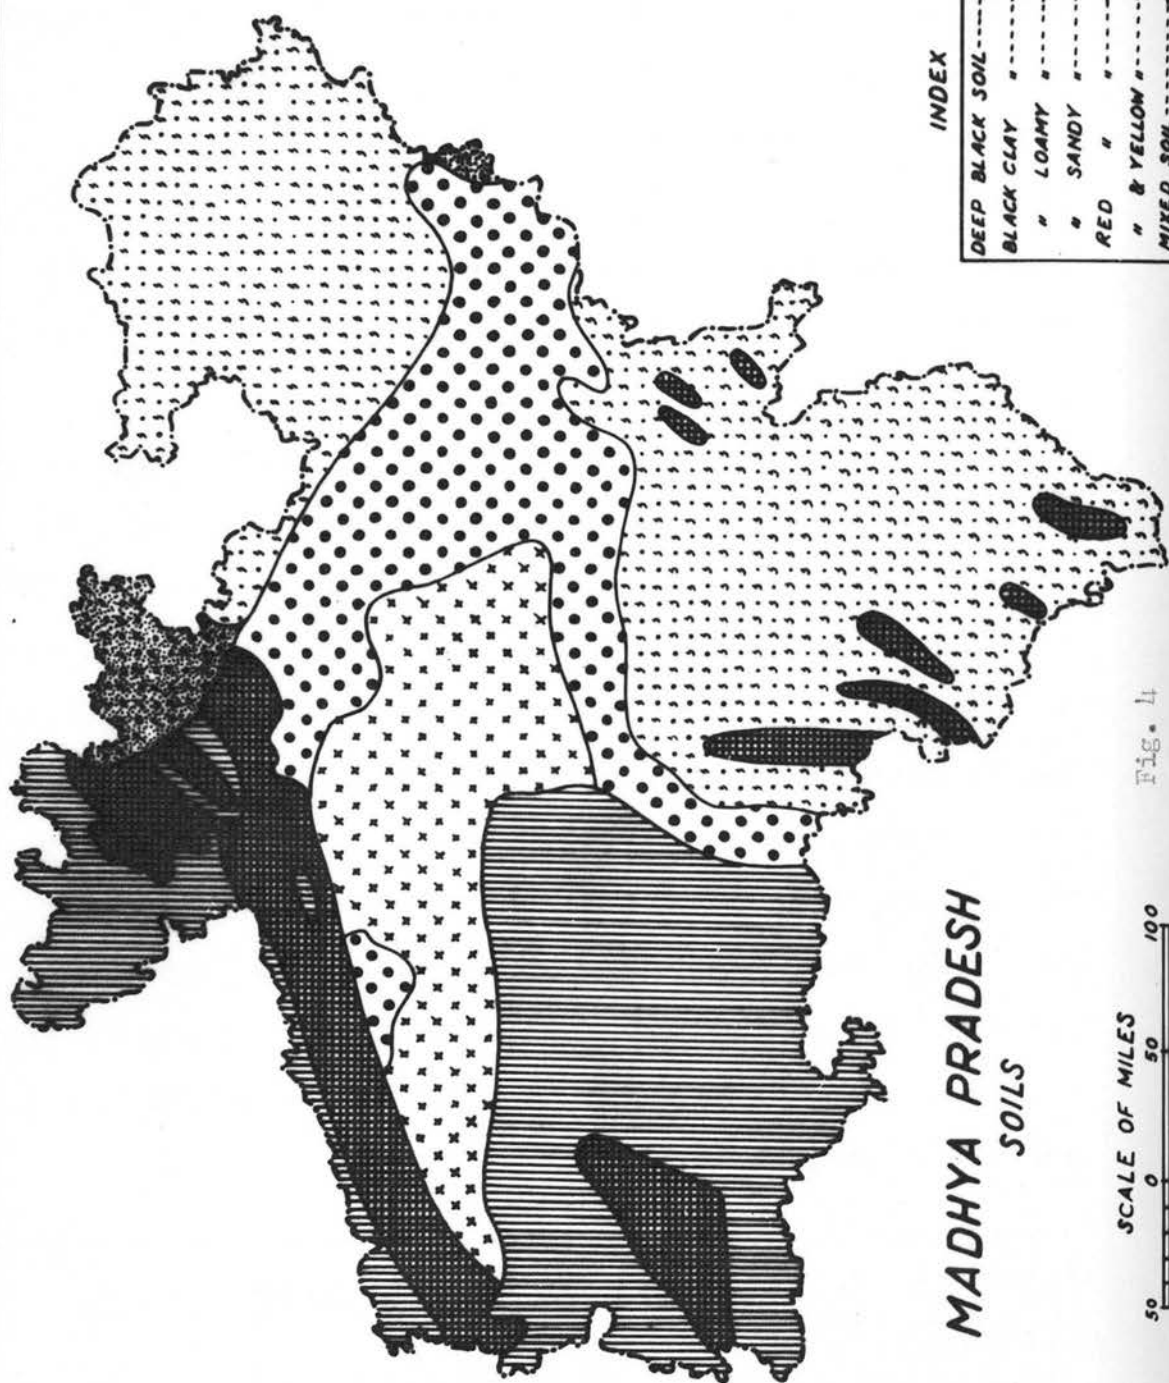 MADHYA PRADESH
SOILS
SCALE OF MILES
50 0 50 100
INDEX
DEEP BLACK SOIL
BLACK CLAY "
" LOAMY "
" SANDY "
RED " "
" & YELLOW "
MIXED SOIL
Fig. 4